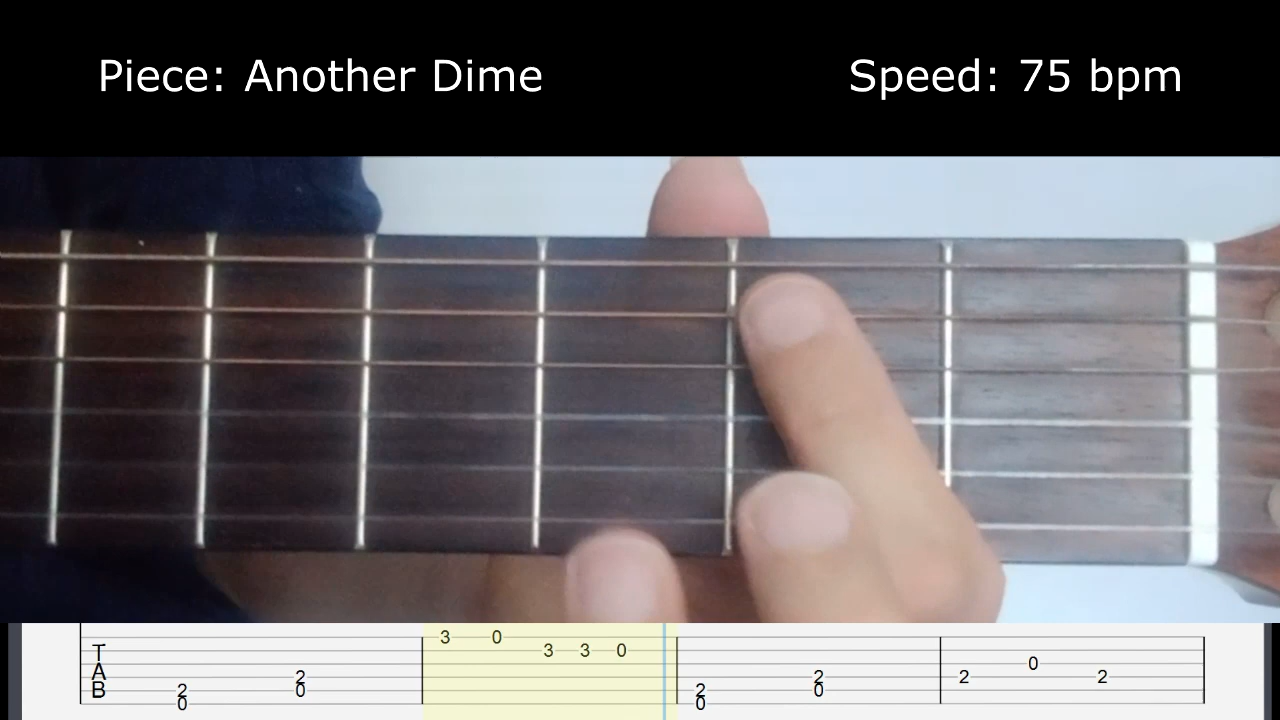 Piece: Another Dime Speed: 75 bpm
3 0
T 3 3 0
A 0
2 2 2 2
B 2 0 2 0
0 0